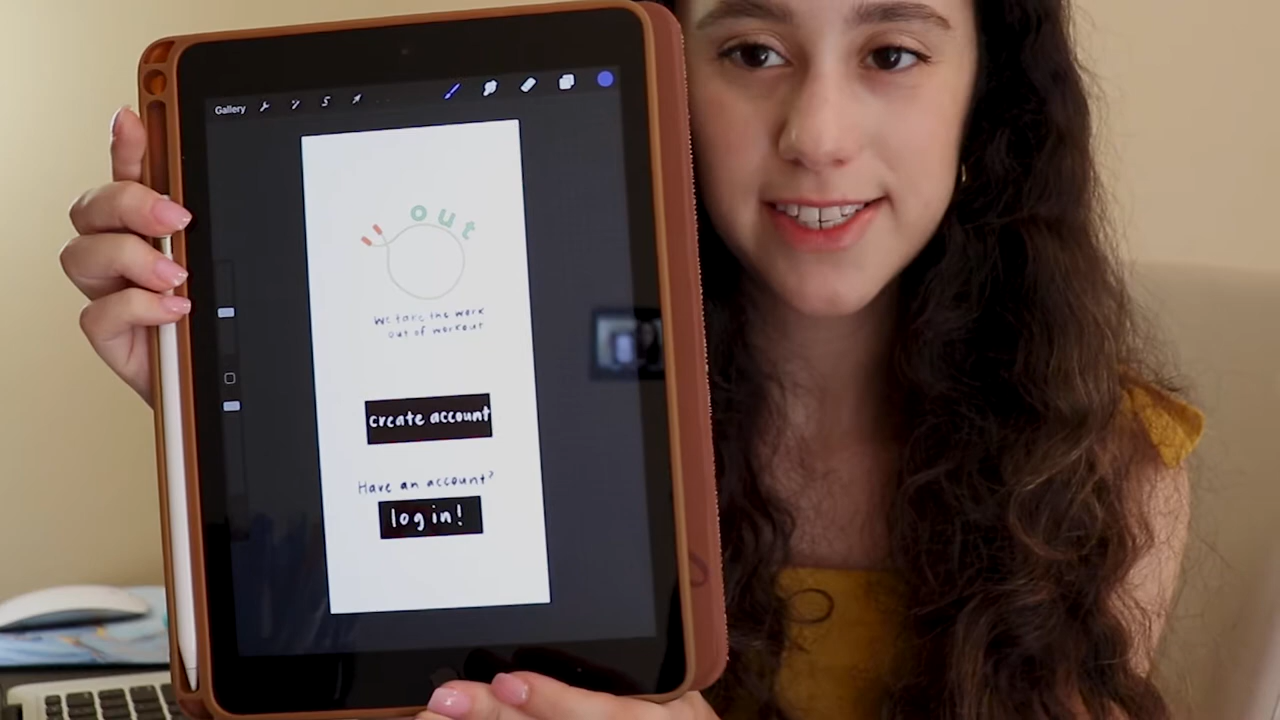 Gallery
out
We take the work
out of workout
create account
Have an account?
log in!